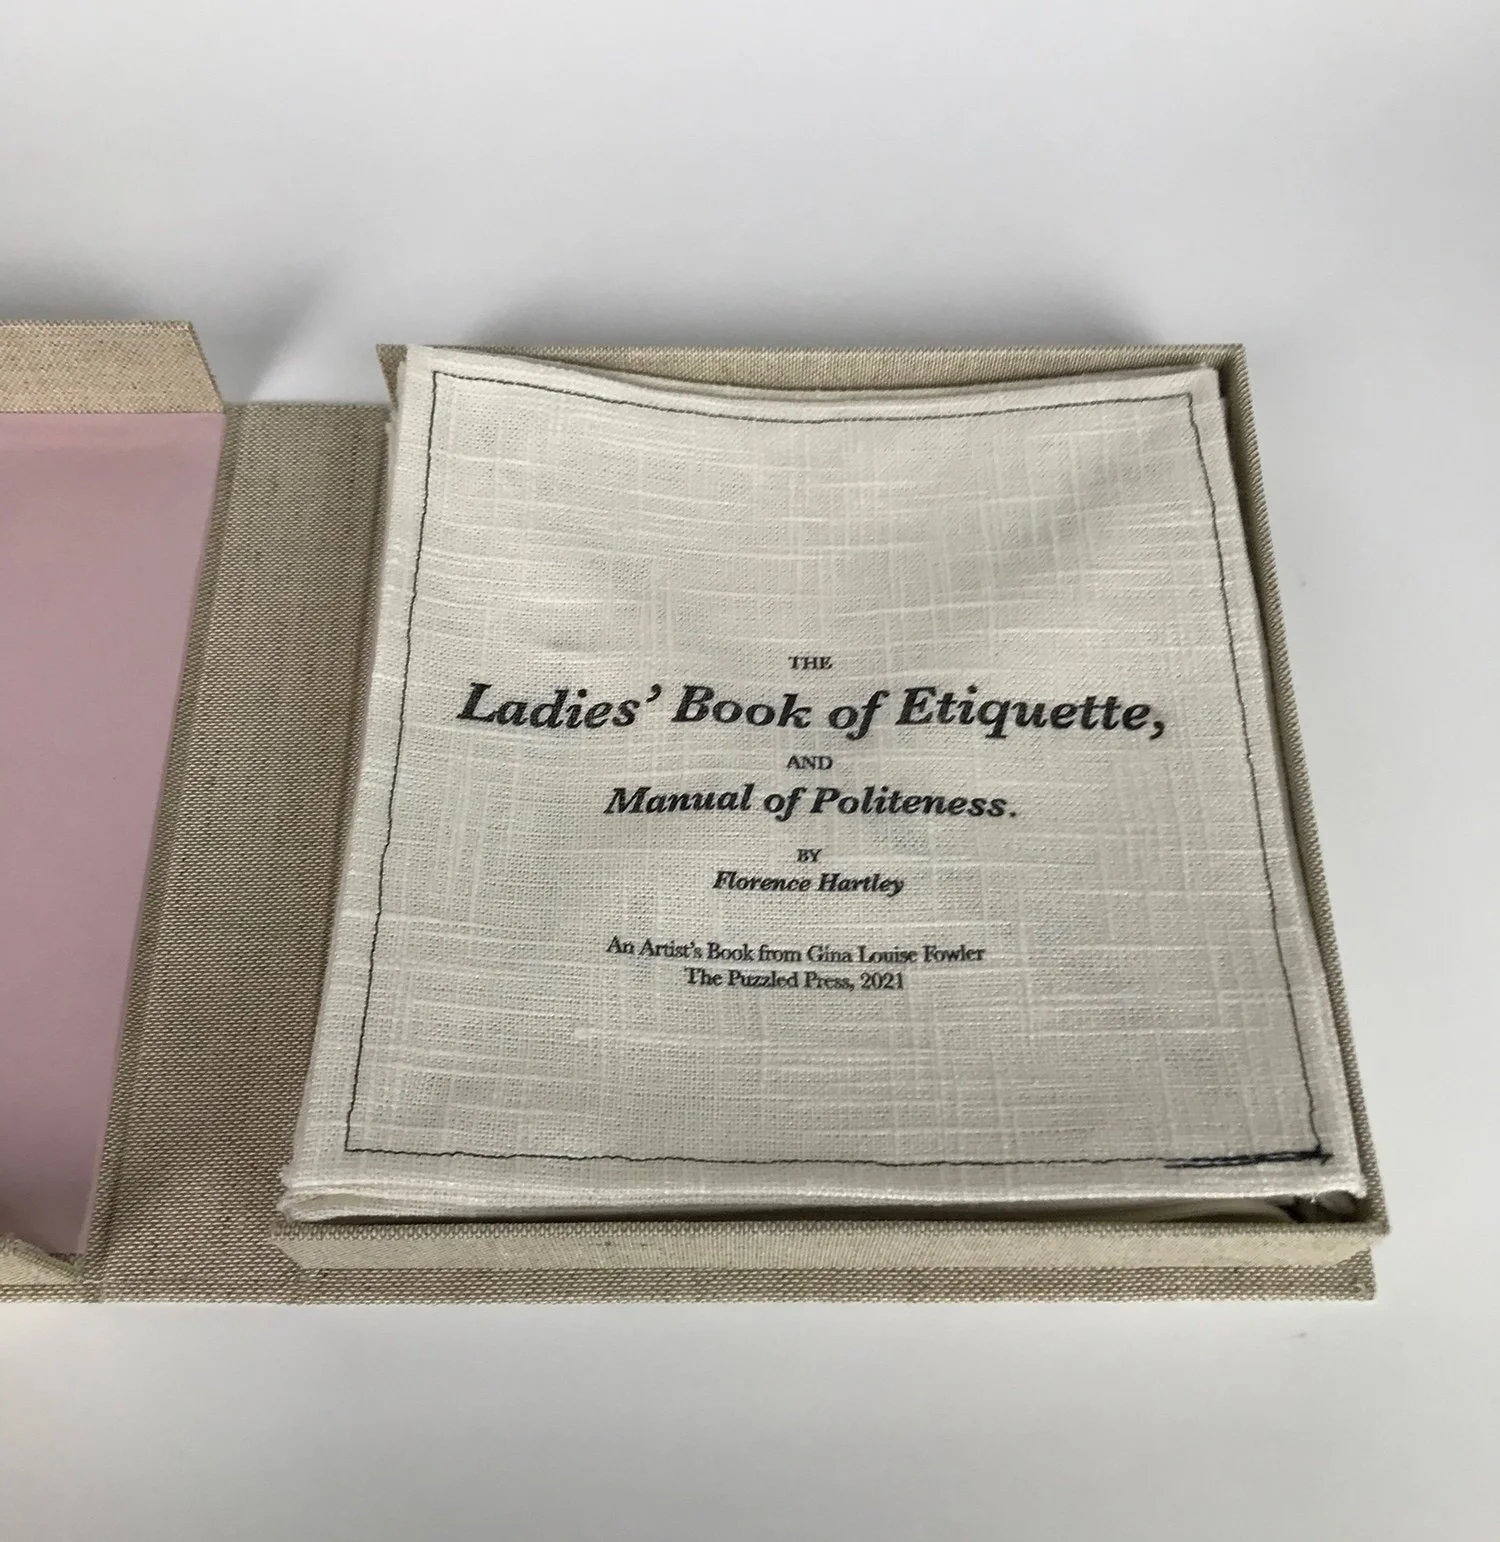 THE
Ladies' Book of Etiquette,
AND
Manual of Politeness.
BY
Florence Hartley
An Artist's Book from Gina Louise Fowler
The Puzzled Press, 2021